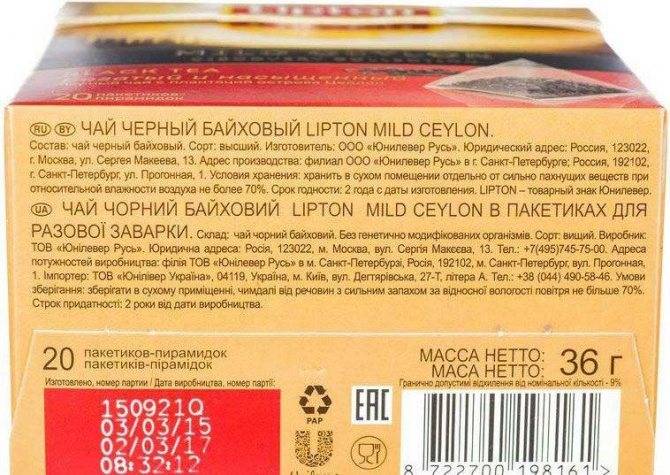 Lipton
MILD CEYLON
BLACK TEA
и насыщенный
20 пакетиков-
пирамидок
RU BY ЧАЙ ЧЕРНЫЙ БАЙХОВЫЙ LIPTON MILD CEYLON.
Состав: чай черный байховый. Сорт: высший. Изготовитель: ООО «Юнилевер Русь». Юридический адрес: Россия, 123022,
г. Москва, ул. Сергея Макеева, 13. Адрес производства: филиал ООО «Юнилевер Русь» в г. Санкт-Петербурге; Россия, 192102,
г. Санкт-Петербург, ул. Прогонная, 1. Условия хранения: хранить в сухом помещении отдельно от сильно пахнущих веществ при
относительной влажности воздуха не более 70%. Срок годности: 2 года с даты изготовления. LIPTON – товарный знак Юнилевер.
UA ЧАЙ ЧОРНИЙ БАЙХОВИЙ LIPTON MILD CEYLON В ПАКЕТИКАХ ДЛЯ
РАЗОВОЇ ЗАВАРКИ. Склад: чай чорний байховий. Без генетично модифікованих організмів. Сорт: вищий. Виробник:
ТОВ «Юнілевер Русь». Юридична адреса: Росія, 123022, м. Москва, вул. Сергія Макєєва, 13. Тел.: +7(495)745-75-00. Адреса
потужностей виробництва: філія ТОВ «Юнілевер Русь» в м. Санкт-Петербурзі, Росія, 192102, м. Санкт-Петербург, вул. Прогонна,
1. Імпортер: ТОВ «Юнілівер Україна», 04119, Україна, м. Київ, вул. Дегтярівська, 27-Т, літера А. Тел.: +38 (044) 490-58-46. Умови
зберігання: зберігати в сухому приміщенні, чимдалі від речовин з сильним запахом за відносної вологості повітря не більше 70%.
Строк придатності: 2 роки від дати виробництва.
20 пакетиков-пирамидок
пакетиків-пірамідок
Изготовлено, номер партии / Дата виробництва, номер партії:
150921Q
03/03/15
02/03/17
08:32:12
PAP
EAC
МАССА НЕТТО:
МАСА НЕТТО: 36 г
Гранично допустимі відхилення від номінальної кількості - 9%
8 722700 198161